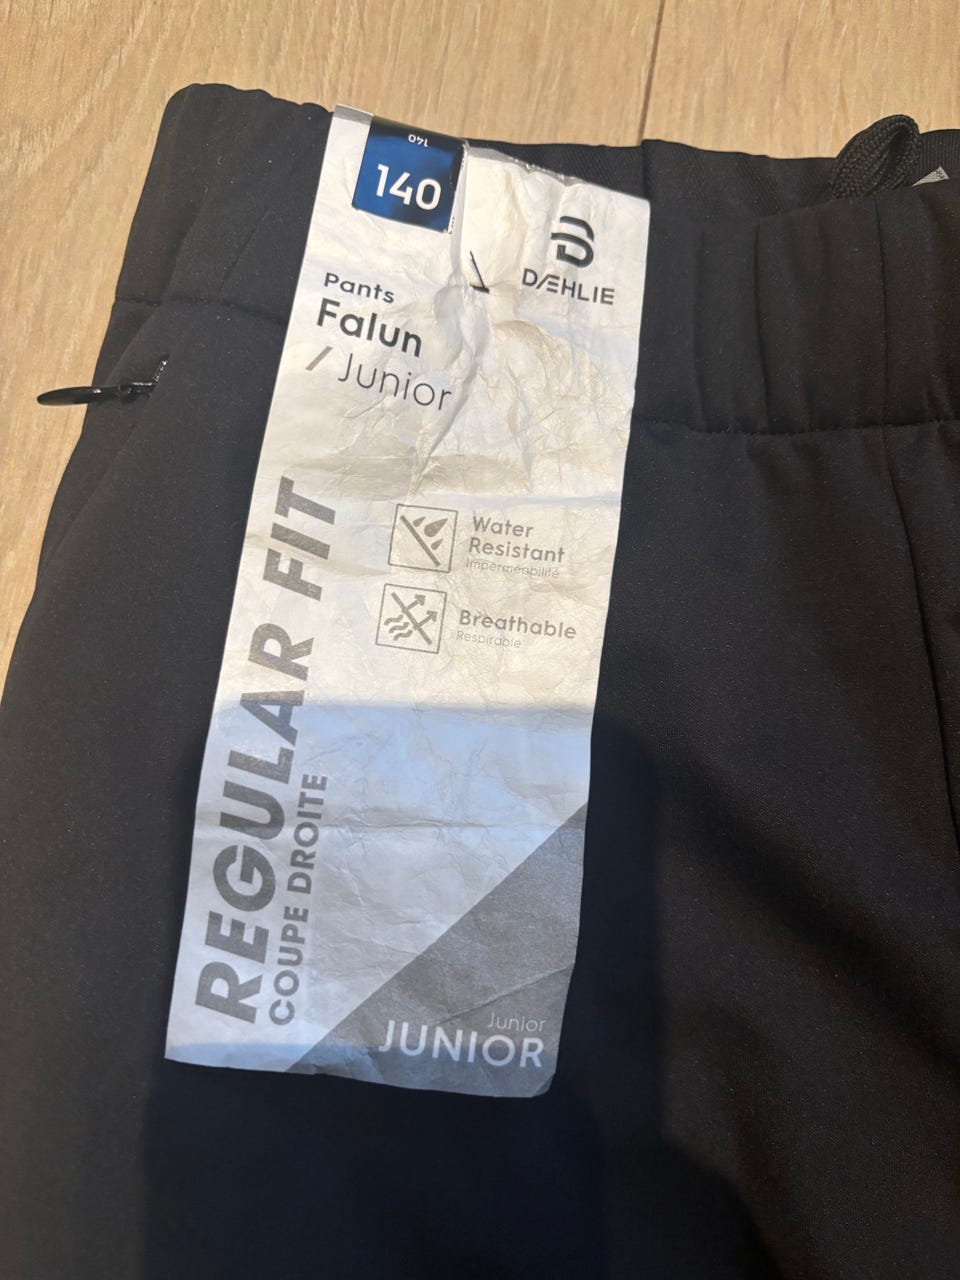 140
140
DÆHLIE
Pants
Falun
/ Junior
Water
Resistant
Imperméabilité
Breathable
Respirable
REGULAR FIT
COUPE DROITE
Junior
JUNIOR